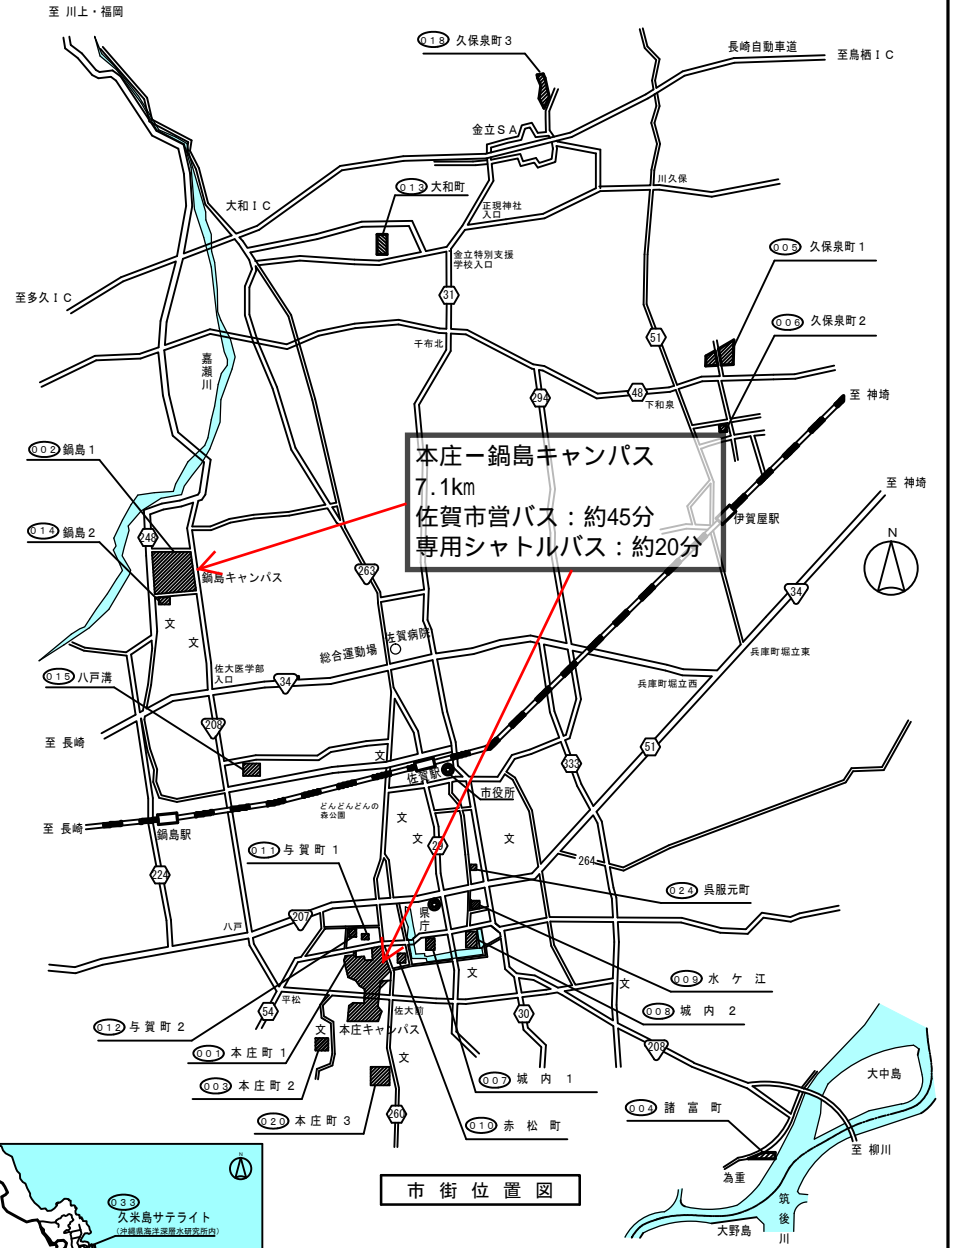 至 川上・福岡
018 久保泉町3
長崎自動車道
至鳥栖IC
金立SA
013 大和町
川久保
大和IC
正現神社
入口
005 久保泉町1
金立特別支援
学校入口
至多久IC
31
006 久保泉町2
51
千布北
嘉瀬川
294
48
下和泉
至 神埼
002 鍋島1
本庄ー鍋島キャンパス
7.1km
佐賀市営バス：約45分
専用シャトルバス：約20分
至 神埼
014 鍋島2
248
伊賀屋駅
N
鍋島キャンパス
263
34
文
文
佐賀病院
総合運動場
兵庫町堀立東
015 八戸溝
佐大医学部
入口
34
兵庫町堀立西
208
至 長崎
51
文
佐賀駅
333
市役所
どんどんどんの
森公園
至 長崎
鍋島駅
文
文
文
29
011 与賀町1
264
224
024 呉服元町
207
県庁
八戸
文
009 水ケ江
文
平松
54
佐大前
30
008 城内2
012 与賀町2
文
本庄キャンパス
001 本庄町1
文
208
003 本庄町2
007 城内1
大中島
020 本庄町3
260
010 赤松町
004 諸富町
至 柳川
為重
市街位置図
筑後川
大野島
N
033
久米島サテライト
(沖縄県海洋深層水研究所内)